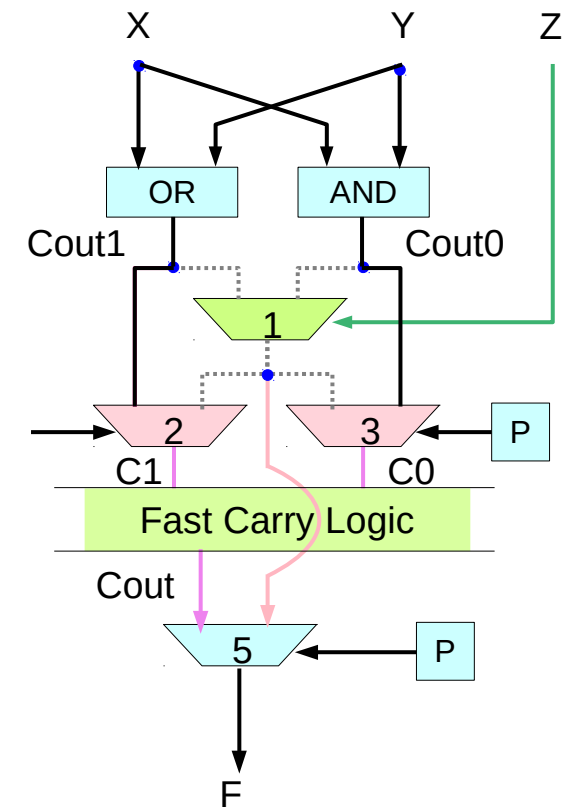 X Y Z
OR AND
Cout1 Cout0
1
2 3 P
C1 C0
Fast Carry Logic
Cout
5 P
F